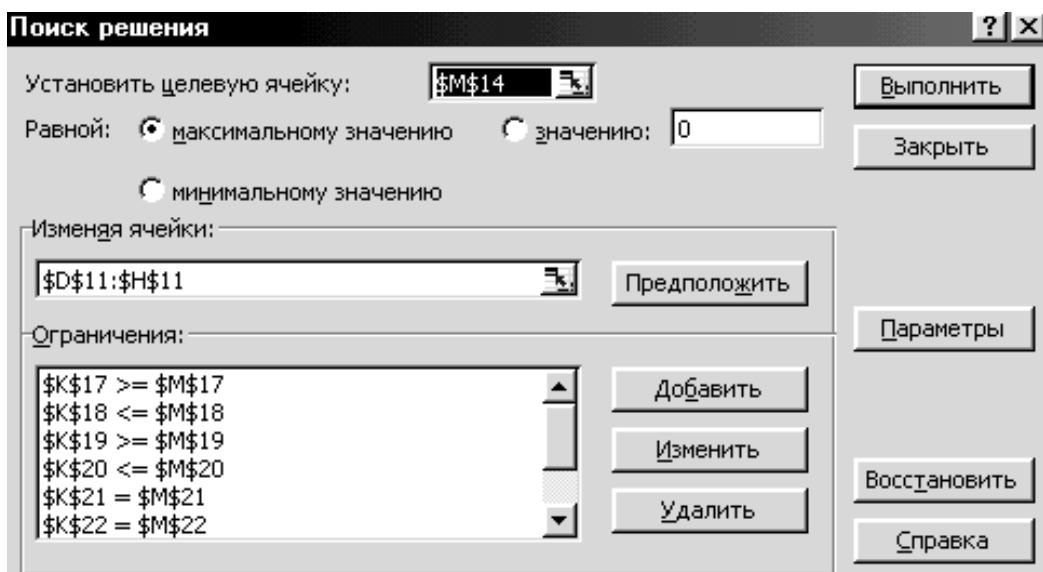 Поиск решения
Установить целевую ячейку: $M$14 Выполнить
Равной: максимальному значению значению: 0 Закрыть
минимальному значению
Изменяя ячейки:
$D$11:$H$11 Предположить
Параметры
Ограничения:
$K$17 >= $M$17 Добавить
$K$18 <= $M$18
$K$19 >= $M$19 Изменить
$K$20 <= $M$20 Восстановить
$K$21 = $M$21 Удалить
$K$22 = $M$22 Справка